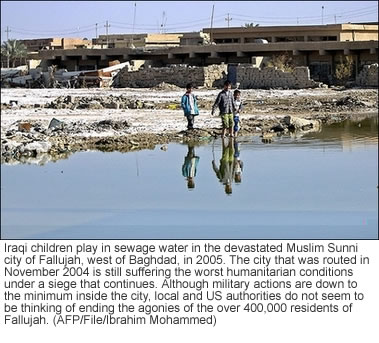 Iraqi children play in sewage water in the devastated Muslim Sunni
city of Fallujah, west of Baghdad, in 2005. The city that was routed in
November 2004 is still suffering the worst humanitarian conditions
under a siege that continues. Although military actions are down to
the minimum inside the city, local and US authorities do not seem to
be thinking of ending the agonies of the over 400,000 residents of
Fallujah. (AFP/File/Ibrahim Mohammed)